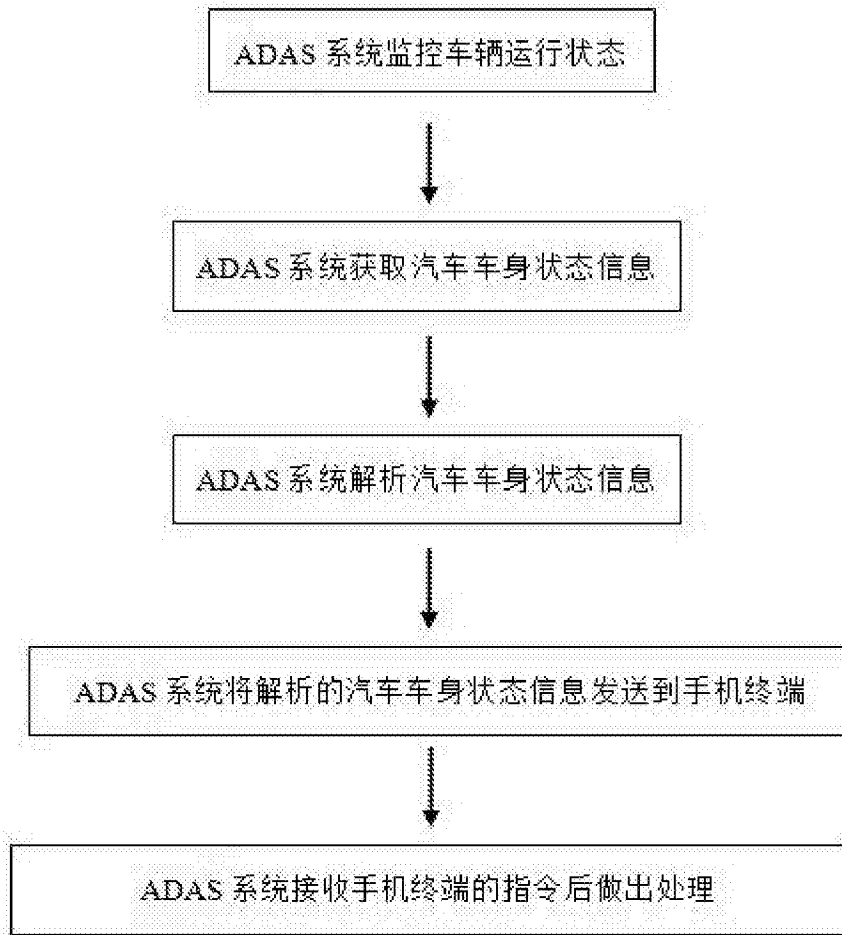 ADAS 系统监控车辆运行状态
ADAS 系统获取汽车车身状态信息
ADAS 系统解析汽车车身状态信息
ADAS 系统将解析的汽车车身状态信息发送到手机终端
ADAS 系统接收手机终端的指令后做出处理